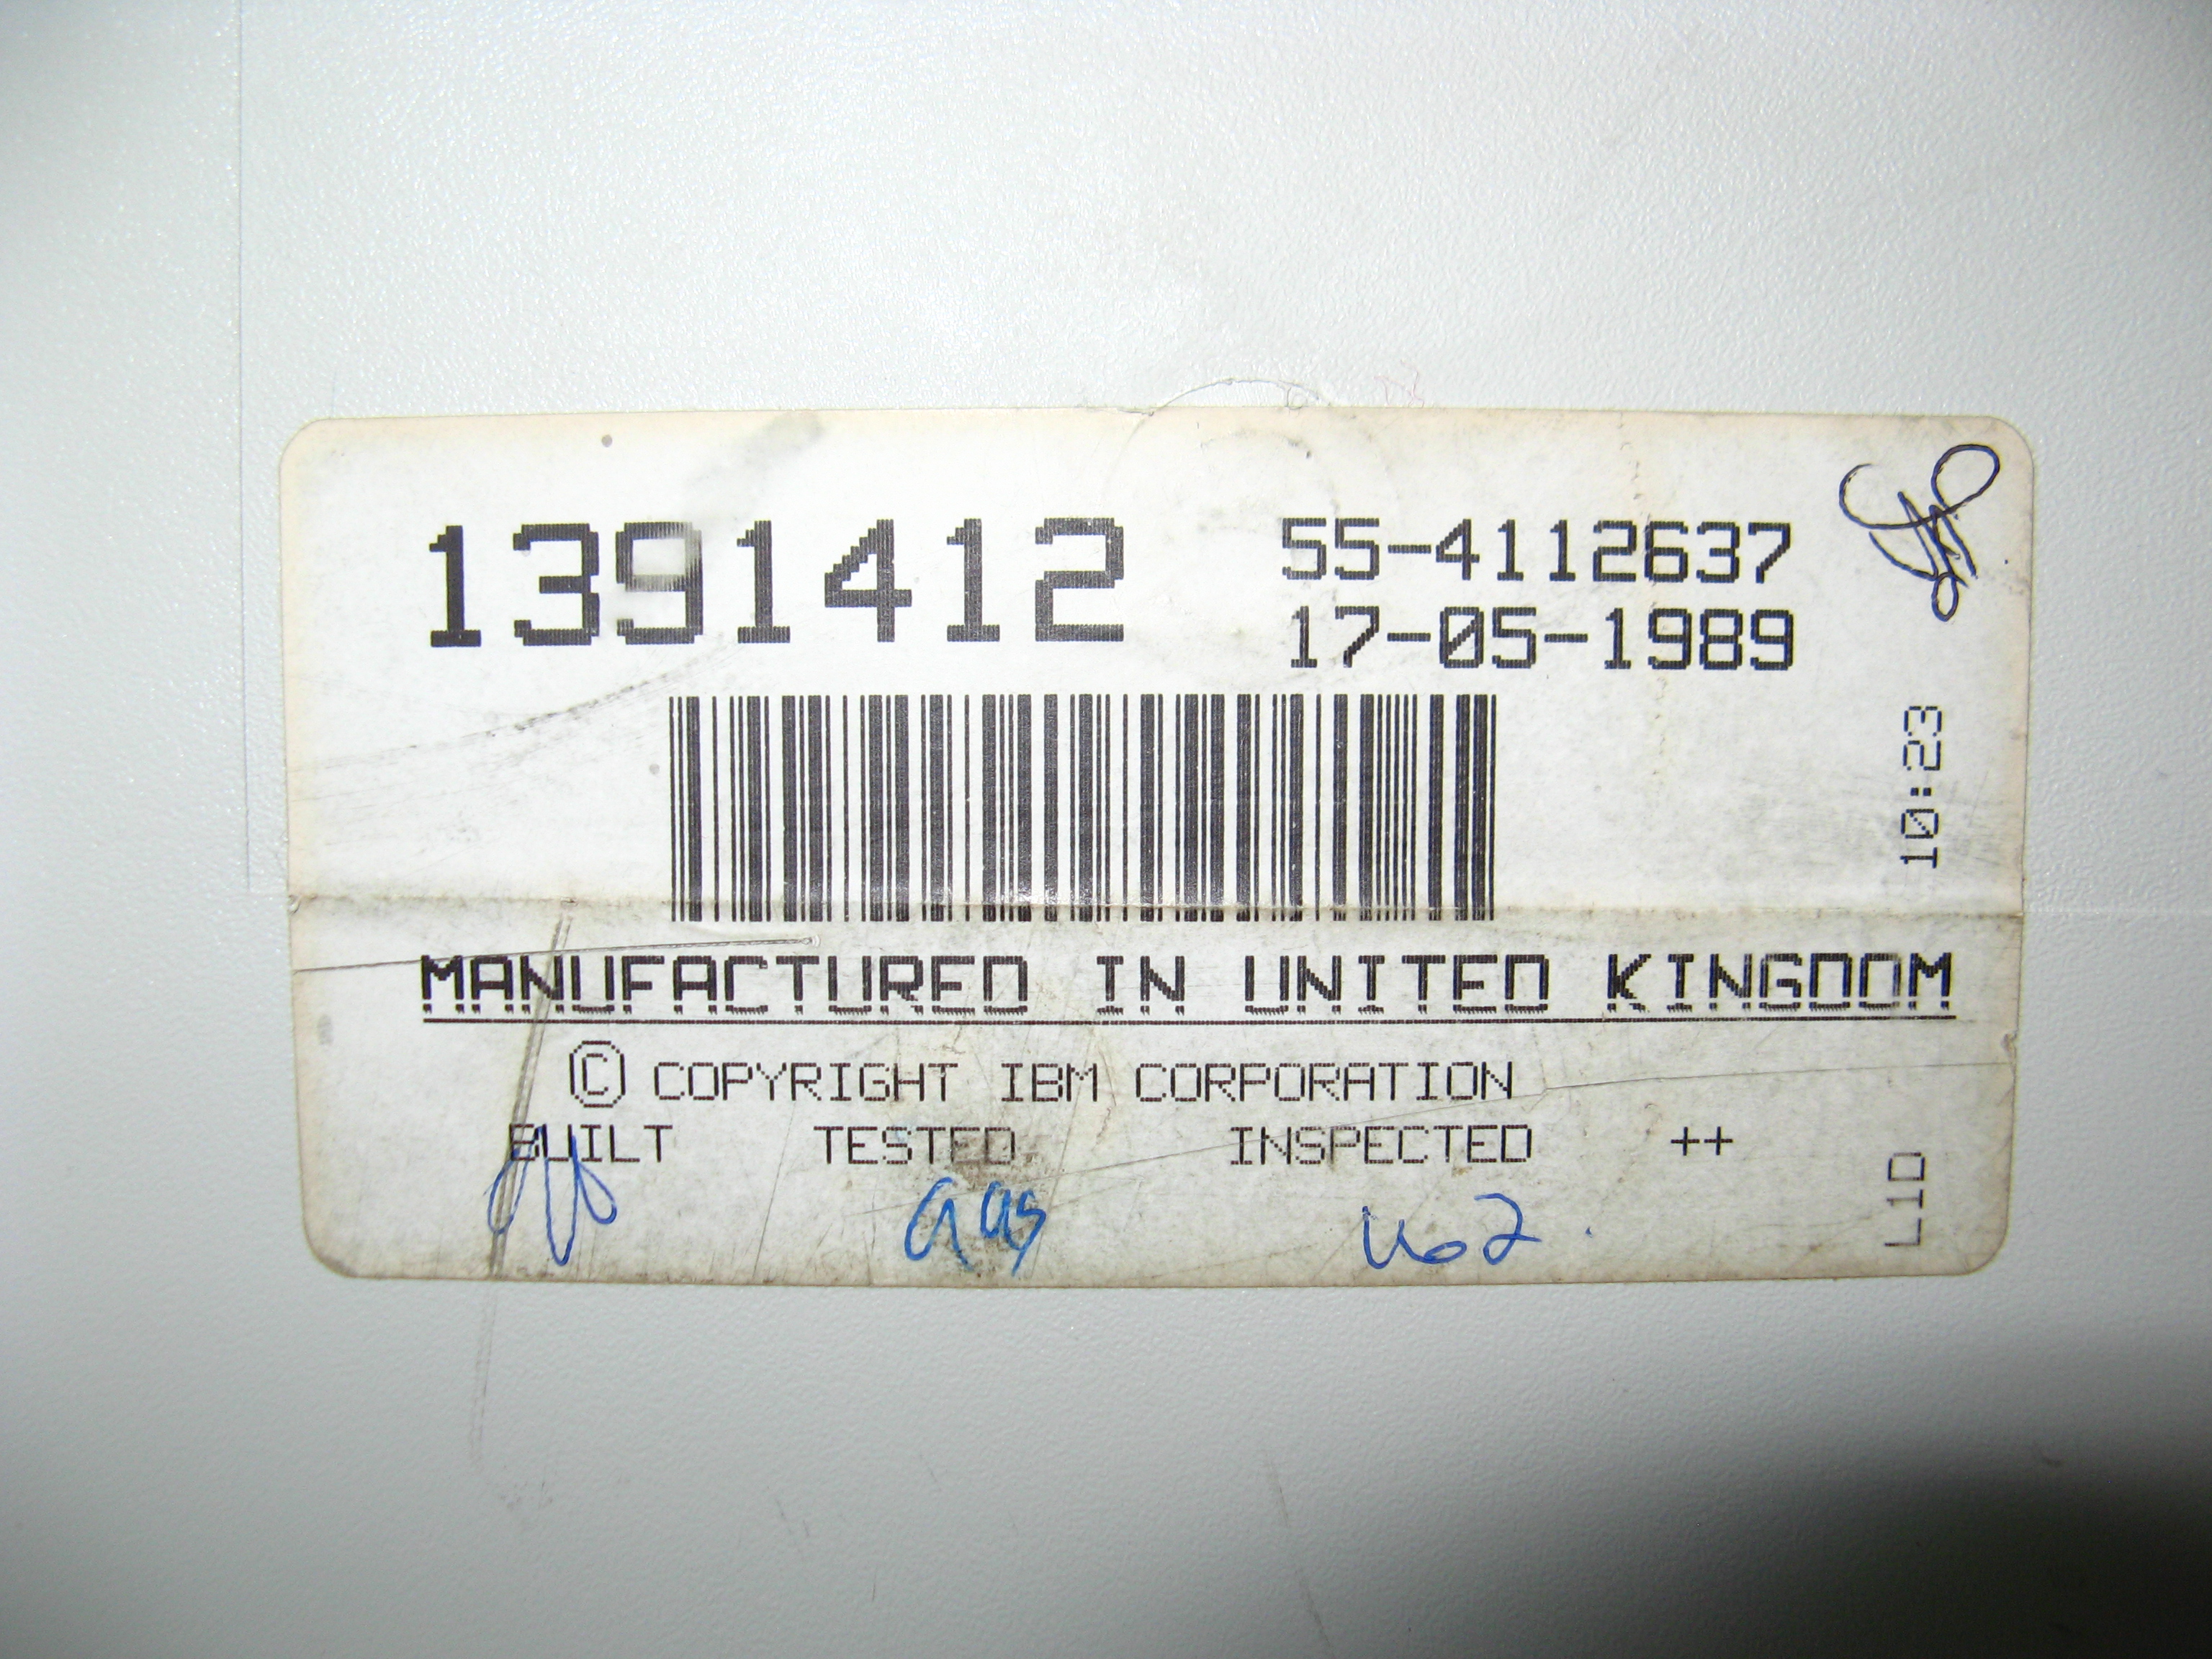 1391412
55-4112637
17-05-1989
10:23
MANUFACTURED IN UNITED KINGDOM
© COPYRIGHT IBM CORPORATION
BUILT TESTED INSPECTED ++
L1D